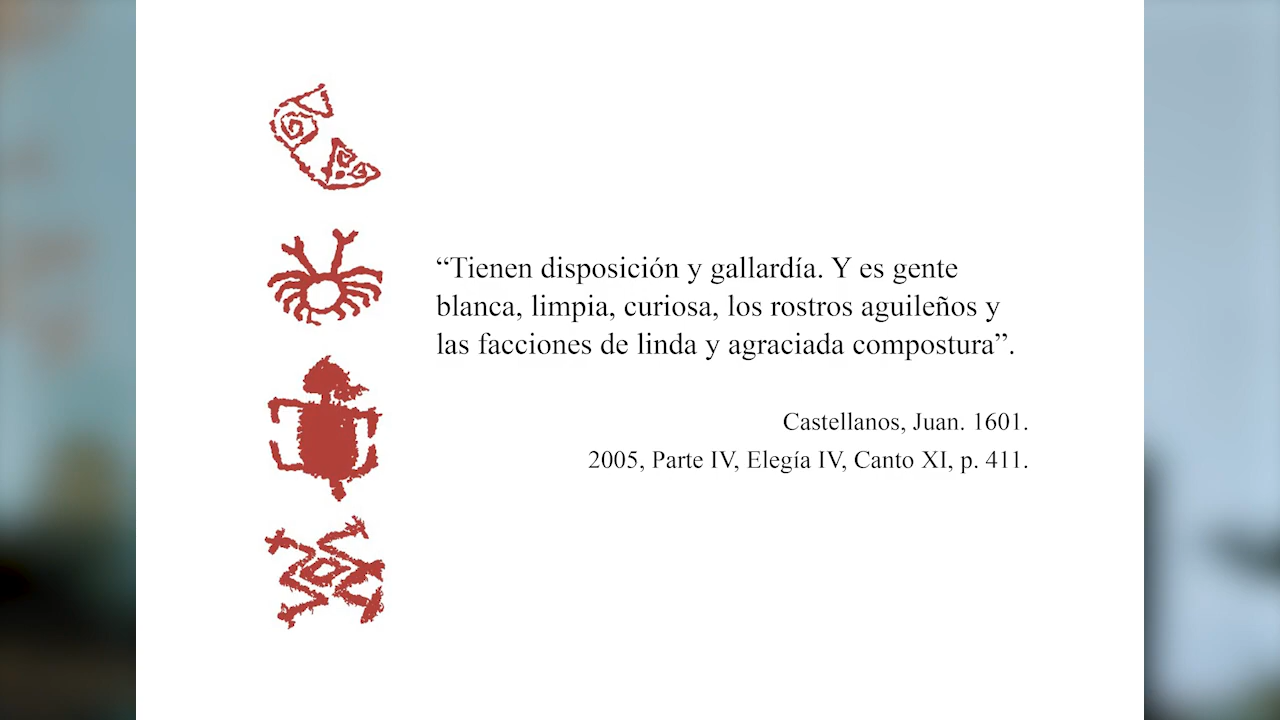 “Tienen disposición y gallardía. Y es gente
blanca, limpia, curiosa, los rostros aguileños y
las facciones de linda y agraciada compostura”.
Castellanos, Juan. 1601.
2005, Parte IV, Elegía IV, Canto XI, p. 411.